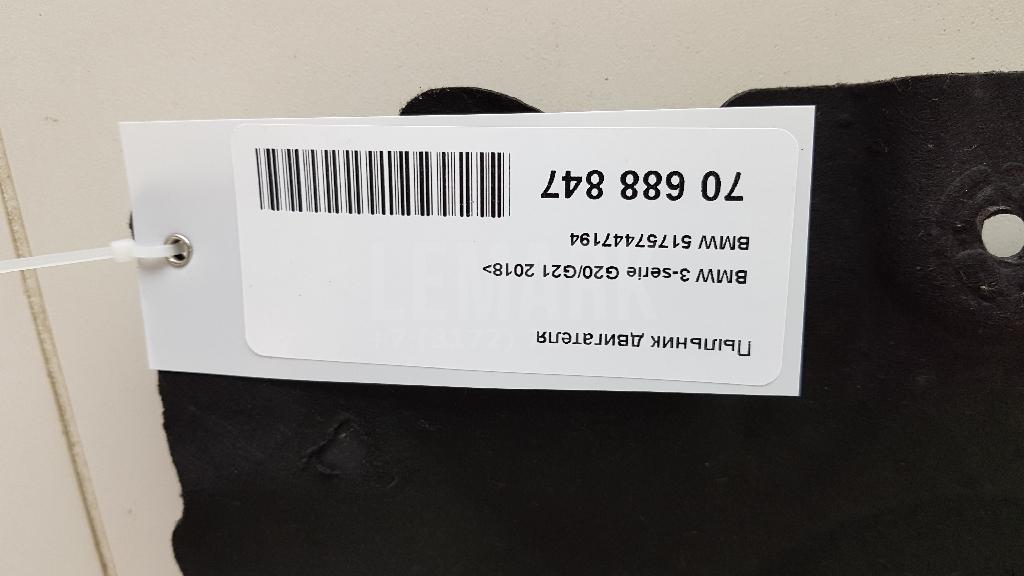 Пыльник двигателя
BMW 3-serie G20/G21 2018>
BMW 51757447194
70 688 847
LEMARK